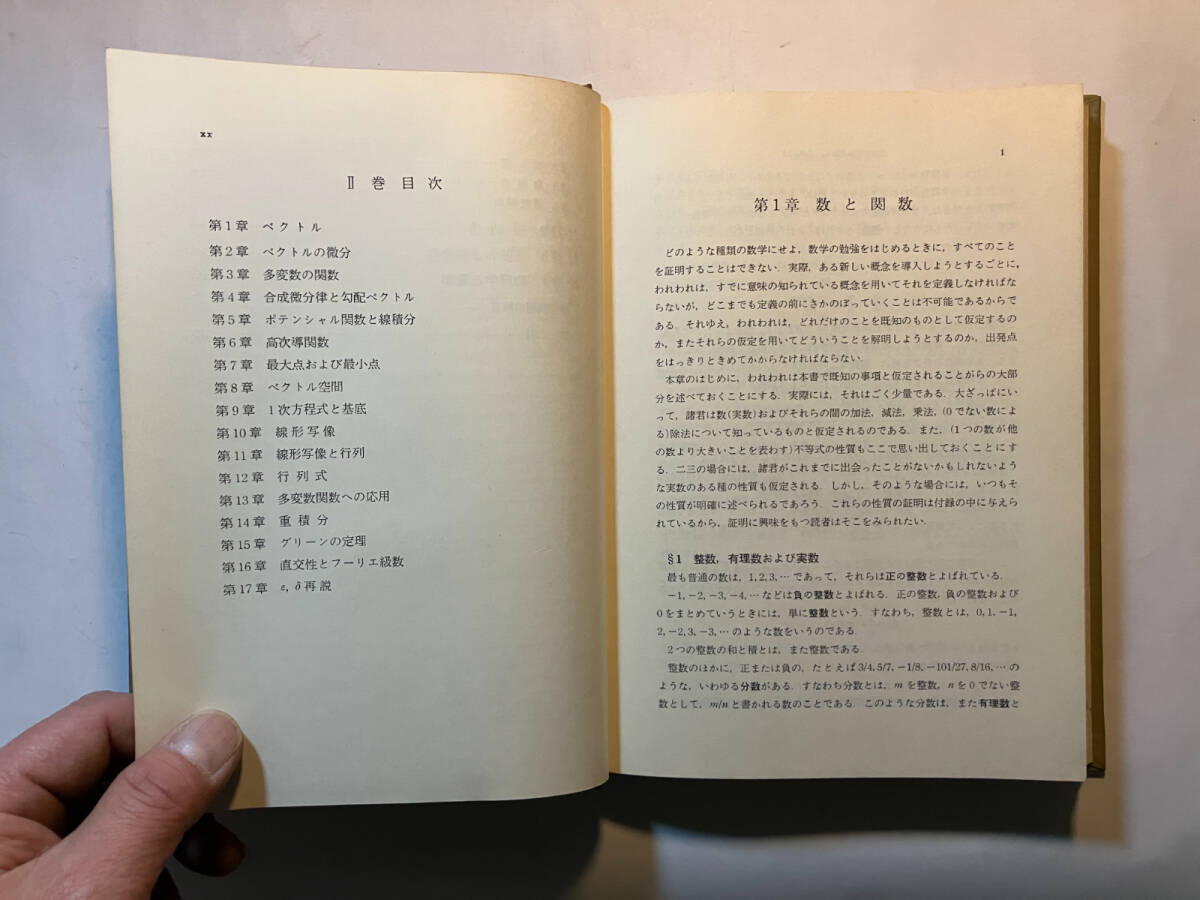 xx
II 巻 目 次
第1章 ベクトル
第2章 ベクトルの微分
第3章 多変数の関数
第4章 合成微分律と勾配ベクトル
第5章 ポテンシャル関数と線積分
第6章 高次導関数
第7章 最大点および最小点
第8章 ベクトル空間
第9章 1次方程式と基底
第10章 線形写像
第11章 線形写像と行列
第12章 行 列 式
第13章 多変数関数への応用
第14章 重 積 分
第15章 グリーンの定理
第16章 直交性とフーリエ級数
第17章 ε, δ再説
1
第1章 数 と 関 数
どのような種類の数学にせよ,数学の勉強をはじめるときに,すべてのこと
を証明することはできない.実際,ある新しい概念を導入しようとするごとに,
われわれは,すでに意味の知られている概念を用いてそれを定義しなければな
らないが,どこまでも定義の前にさかのぼっていくことは不可能であるからで
ある.それゆえ,われわれは,どれだけのことを既知のものとして仮定するの
か,またそれらの仮定を用いてどういうことを解明しようとするのか,出発点
をはっきりときめてかからなければならない.
本章のはじめに,われわれは本書で既知の事項と仮定されることがらの大部
分を述べておくことにする.実際には,それはごく少量である.大ざっぱにい
って,諸君は数(実数)およびそれらの間の加法,減法,乗法,(0でない数によ
る)除法について知っているものと仮定されるのである.また,(1つの数が他
の数より大きいことを表わす)不等式の性質もここで思い出しておくことにす
る.二三の場合には,諸君がこれまでに出会ったことがないかもしれないよう
な実数のある種の性質も仮定される.しかし,そのような場合には,いつもそ
の性質が明確に述べられるであろう.これらの性質の証明は付録の中に与えら
れているから,証明に興味をもつ読者はそこをみられたい.
§1 整数,有理数および実数
最も普通の数は,1,2,3,… であって,それらは正の整数とよばれている.
−1,−2,−3,−4,… などは負の整数とよばれる.正の整数,負の整数および
0をまとめていうときには,単に整数という.すなわち,整数とは,0,1,−1,
2,−2,3,−3,… のような数をいうのである.
2つの整数の和と積とは,また整数である.
整数のほかに,正または負の,たとえば 3/4,5/7,−1/8,−101/27,8/16,… の
ような,いわゆる分数がある.すなわち分数とは,mを整数,nを0でない整
数として,m/nと書かれる数のことである.このような分数は,また有理数と